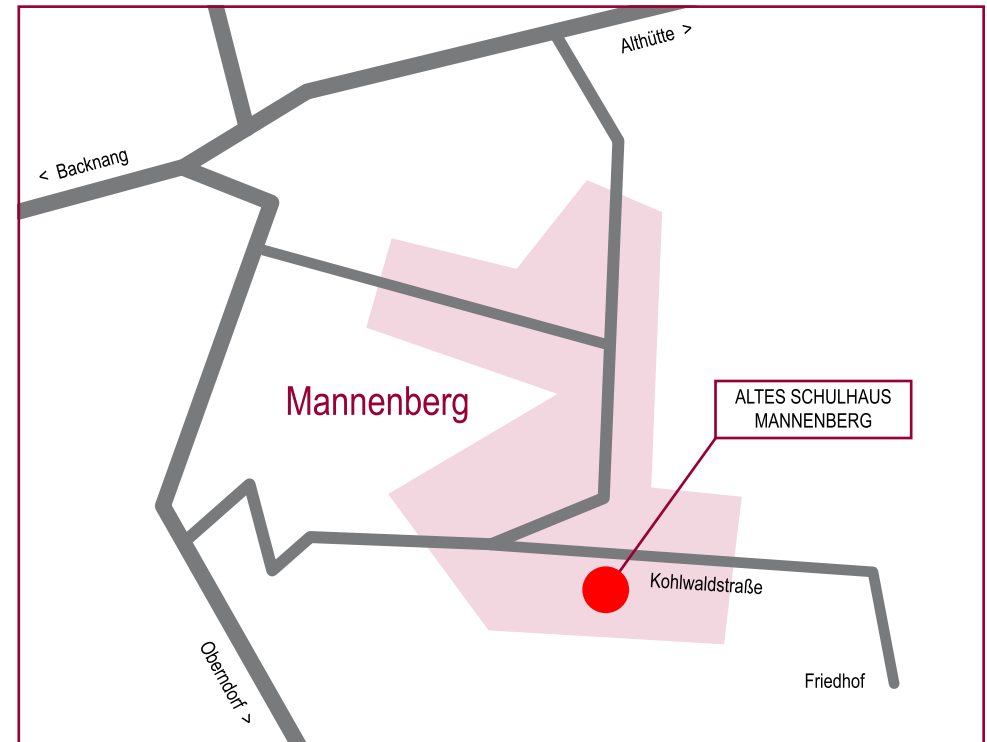 Althütte >
< Backnang
Mannenberg
ALTES SCHULHAUS
MANNENBERG
Kohlwaldstraße
Oberndorf >
Friedhof